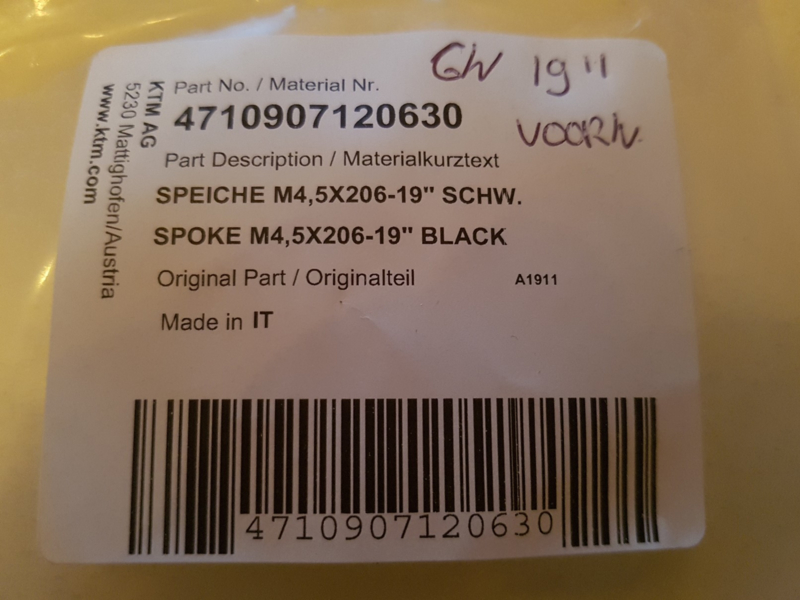 GW 19"
VOORW.
KTM AG
5230 Mattighofen/Austria
www.ktm.com
Part No. / Material Nr.
4710907120630
Part Description / Materialkurztext
SPEICHE M4,5X206-19" SCHW.
SPOKE M4,5X206-19" BLACK
Original Part / Originalteil
A1911
Made in IT
4710907120630